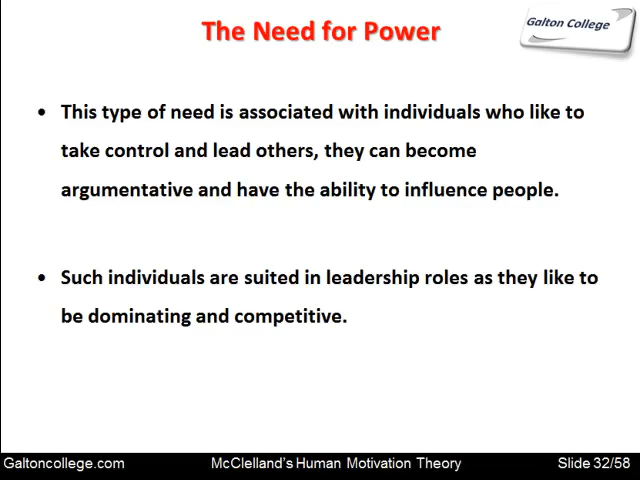 The Need for Power
Galton College
• This type of need is associated with individuals who like to
take control and lead others, they can become
argumentative and have the ability to influence people.
• Such individuals are suited in leadership roles as they like to
be dominating and competitive.
Galtoncollege.com McClelland's Human Motivation Theory Slide 32/58